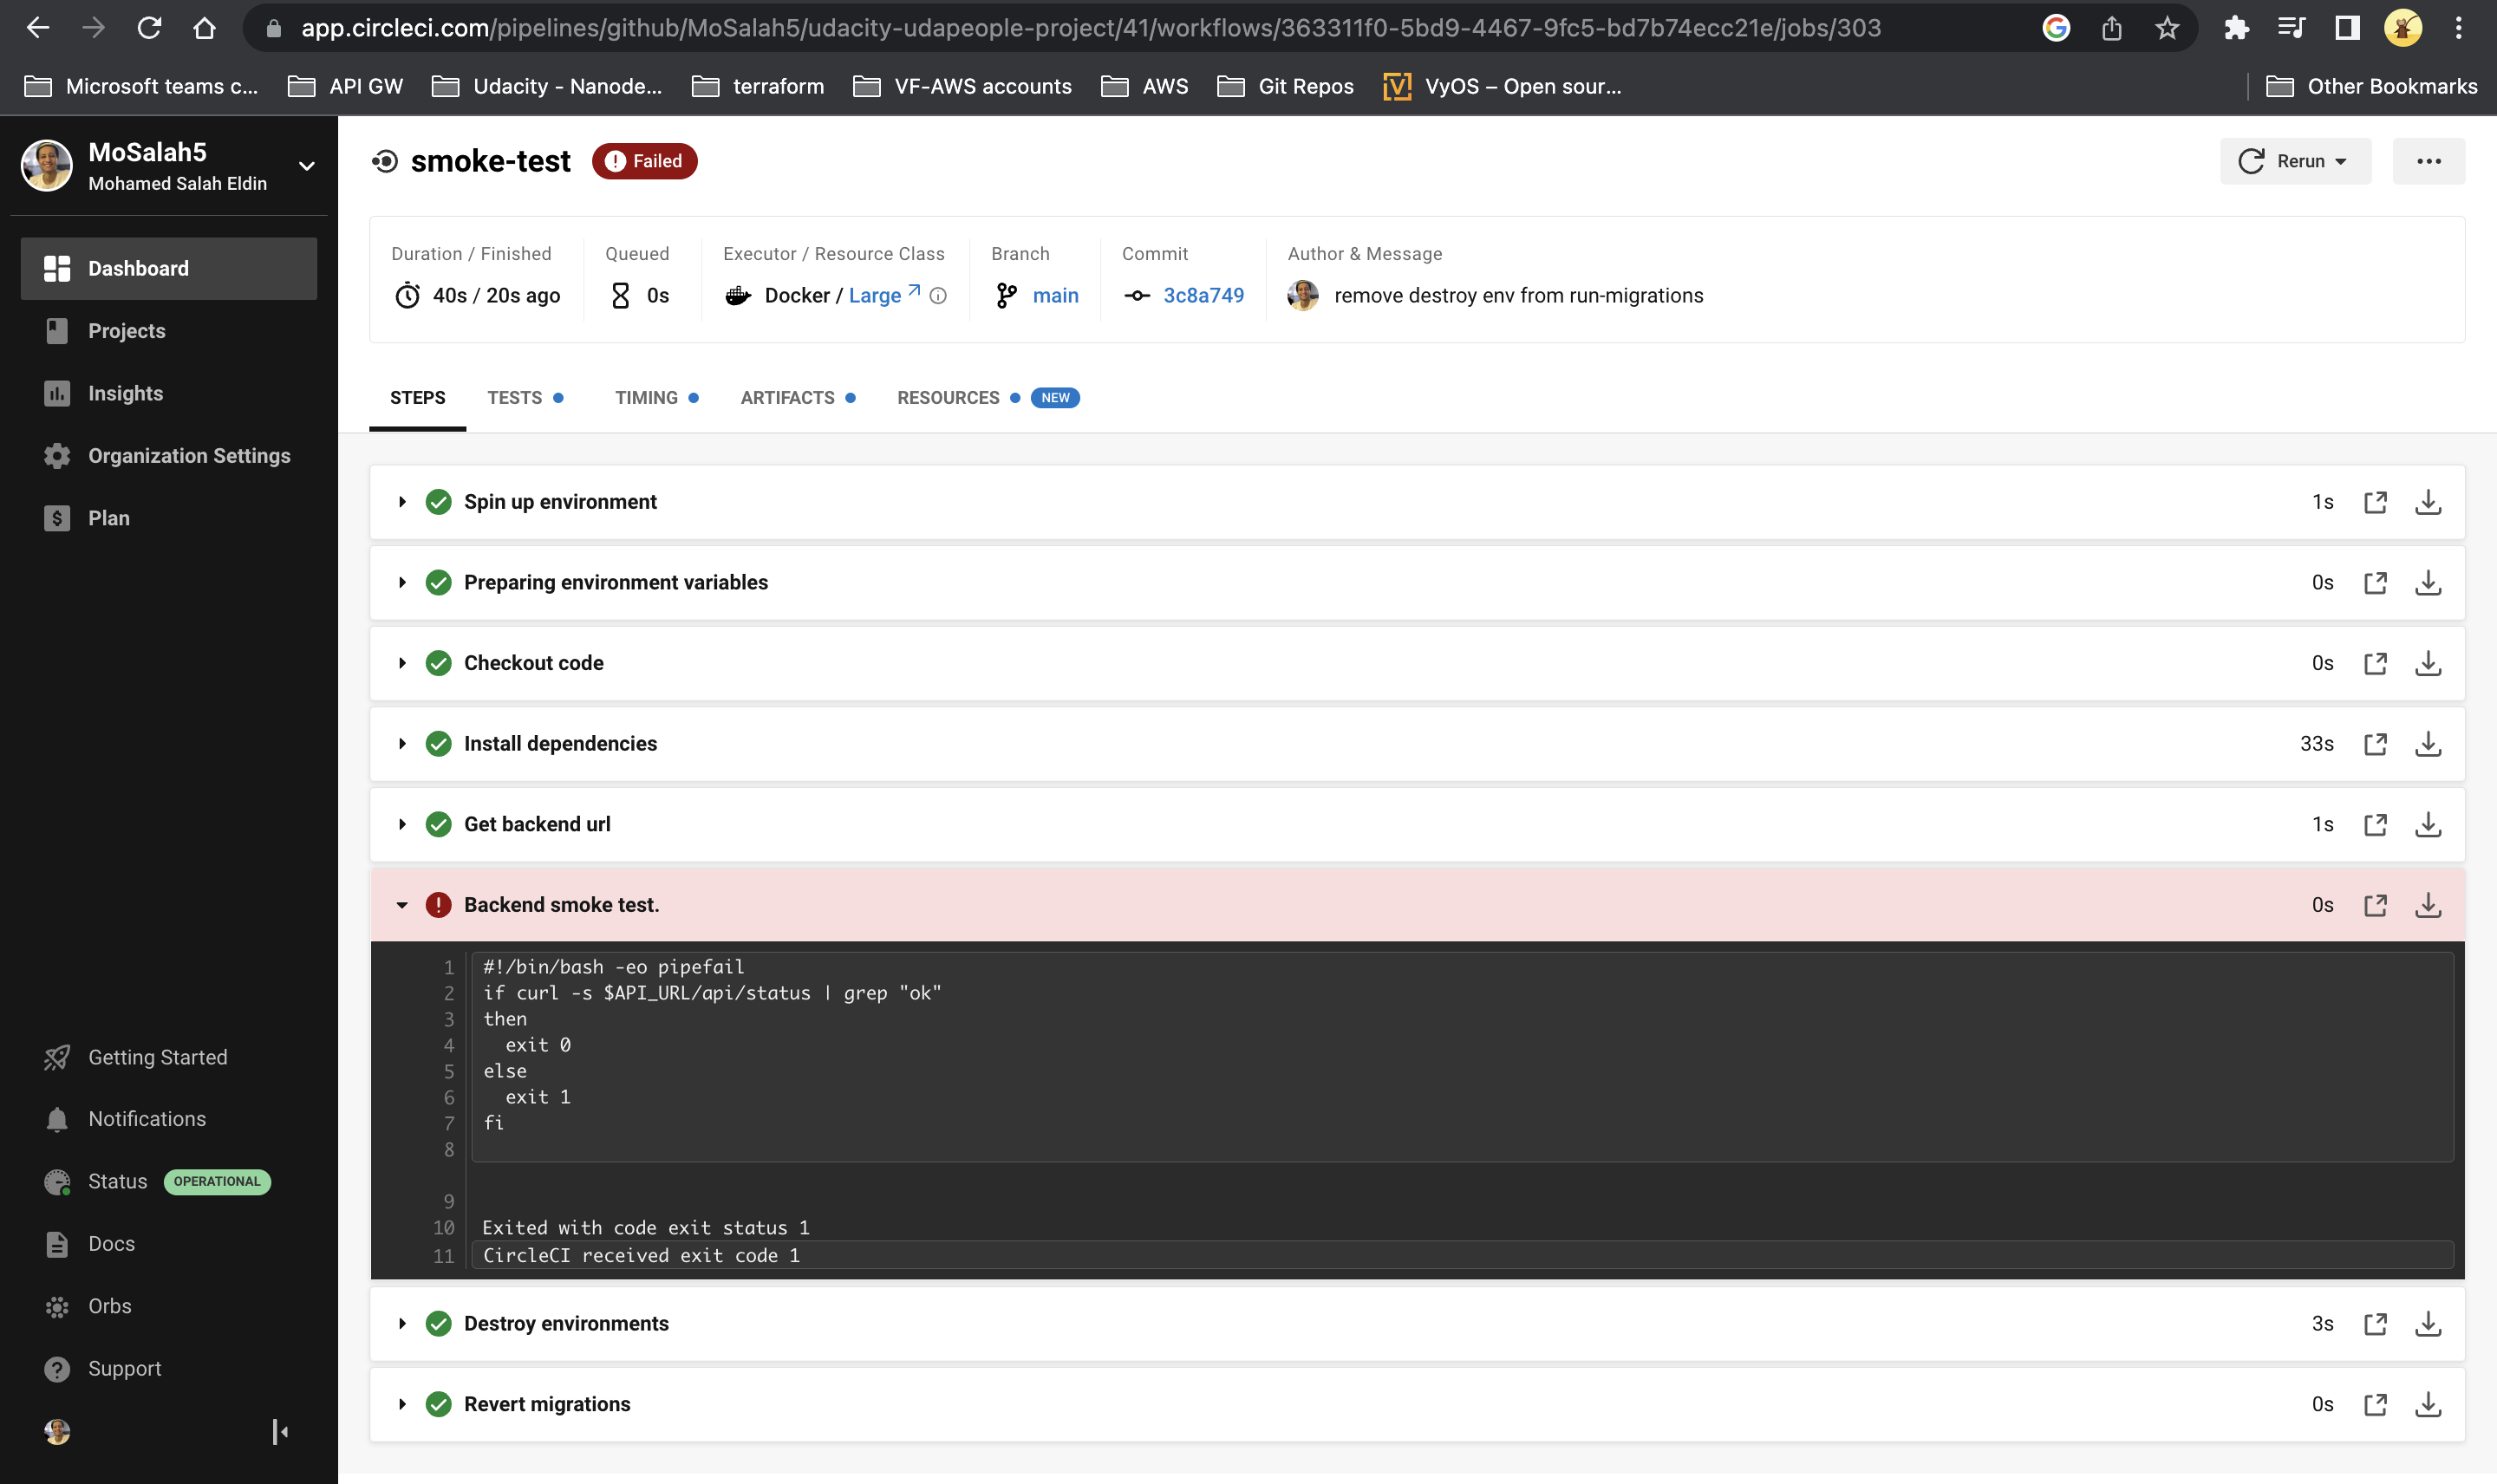 app.circleci.com/pipelines/github/MoSalah5/udacity-udapeople-project/41/workflows/363311f0-5bd9-4467-9fc5-bd7b74ecc21e/jobs/303
Microsoft teams c... API GW Udacity - Nanode... terraform VF-AWS accounts AWS Git Repos VyOS – Open sour... Other Bookmarks
MoSalah5
Mohamed Salah Eldin
Dashboard
Projects
Insights
Organization Settings
Plan
Getting Started
Notifications
Status OPERATIONAL
Docs
Orbs
Support
smoke-test Failed
Rerun
Duration / Finished Queued Executor / Resource Class Branch Commit Author & Message
40s / 20s ago 0s Docker / Large main 3c8a749 remove destroy env from run-migrations
STEPS TESTS TIMING ARTIFACTS RESOURCES NEW
Spin up environment 1s
Preparing environment variables 0s
Checkout code 0s
Install dependencies 33s
Get backend url 1s
Backend smoke test. 0s
1 #!/bin/bash -eo pipefail
2 if curl -s $API_URL/api/status | grep "ok"
3 then
4 exit 0
5 else
6 exit 1
7 fi
8
9
10 Exited with code exit status 1
11 CircleCI received exit code 1
Destroy environments 3s
Revert migrations 0s